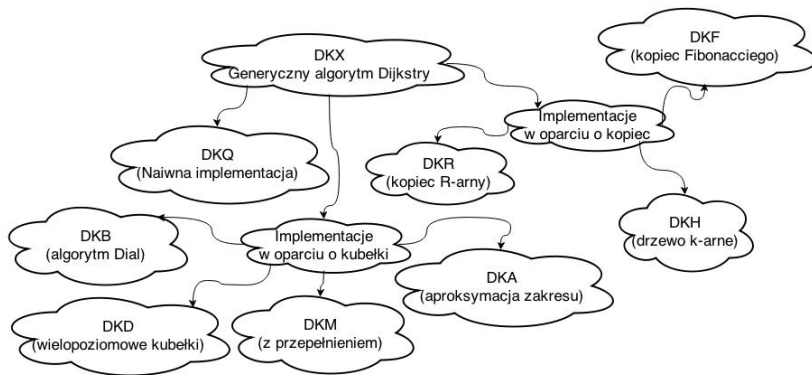 DKX
Generyczny algorytm Dijkstry
DKF
(kopiec Fibonacciego)
Implementacje
w oparciu o kopiec
DKQ
(Naiwna implementacja)
DKR
(kopiec R-arny)
DKH
(drzewo k-arne)
DKB
(algorytm Dial)
Implementacje
w oparciu o kubełki
DKA
(aproksymacja zakresu)
DKD
(wielopoziomowe kubełki)
DKM
(z przepełnieniem)